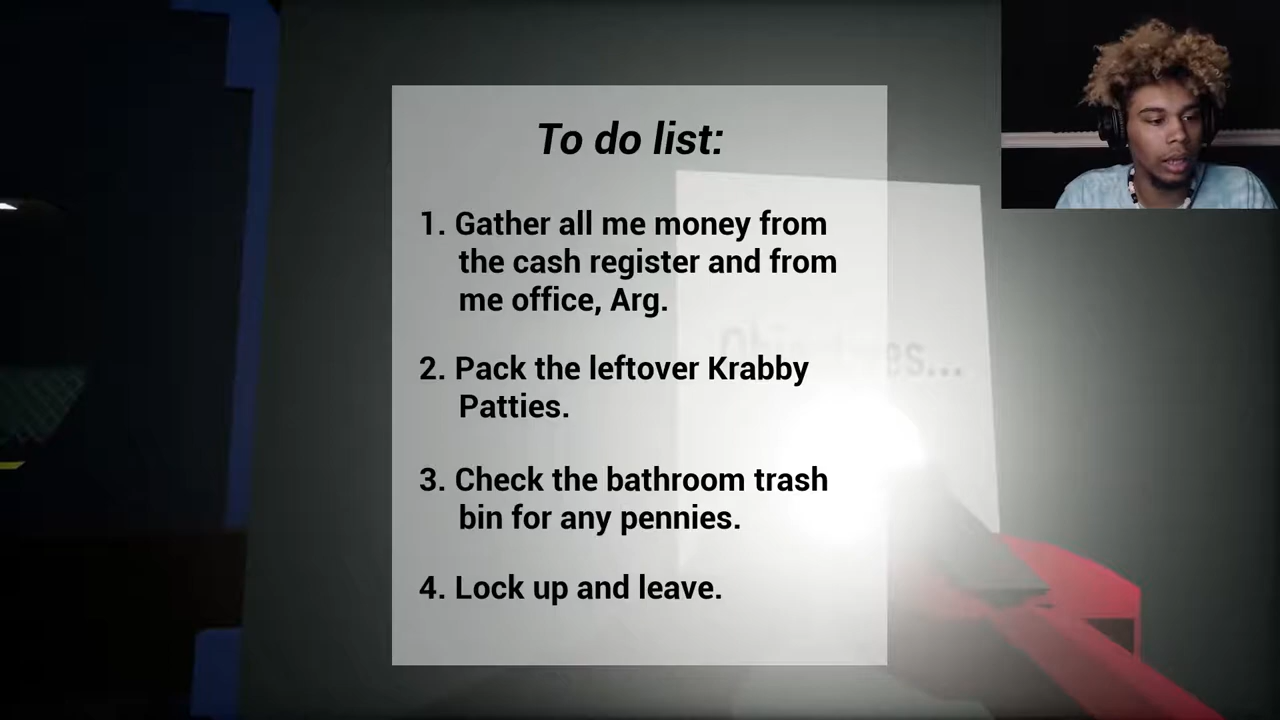 To do list:
1. Gather all me money from
the cash register and from
me office, Arg.
2. Pack the leftover Krabby
Patties.
3. Check the bathroom trash
bin for any pennies.
4. Lock up and leave.
Objectives...